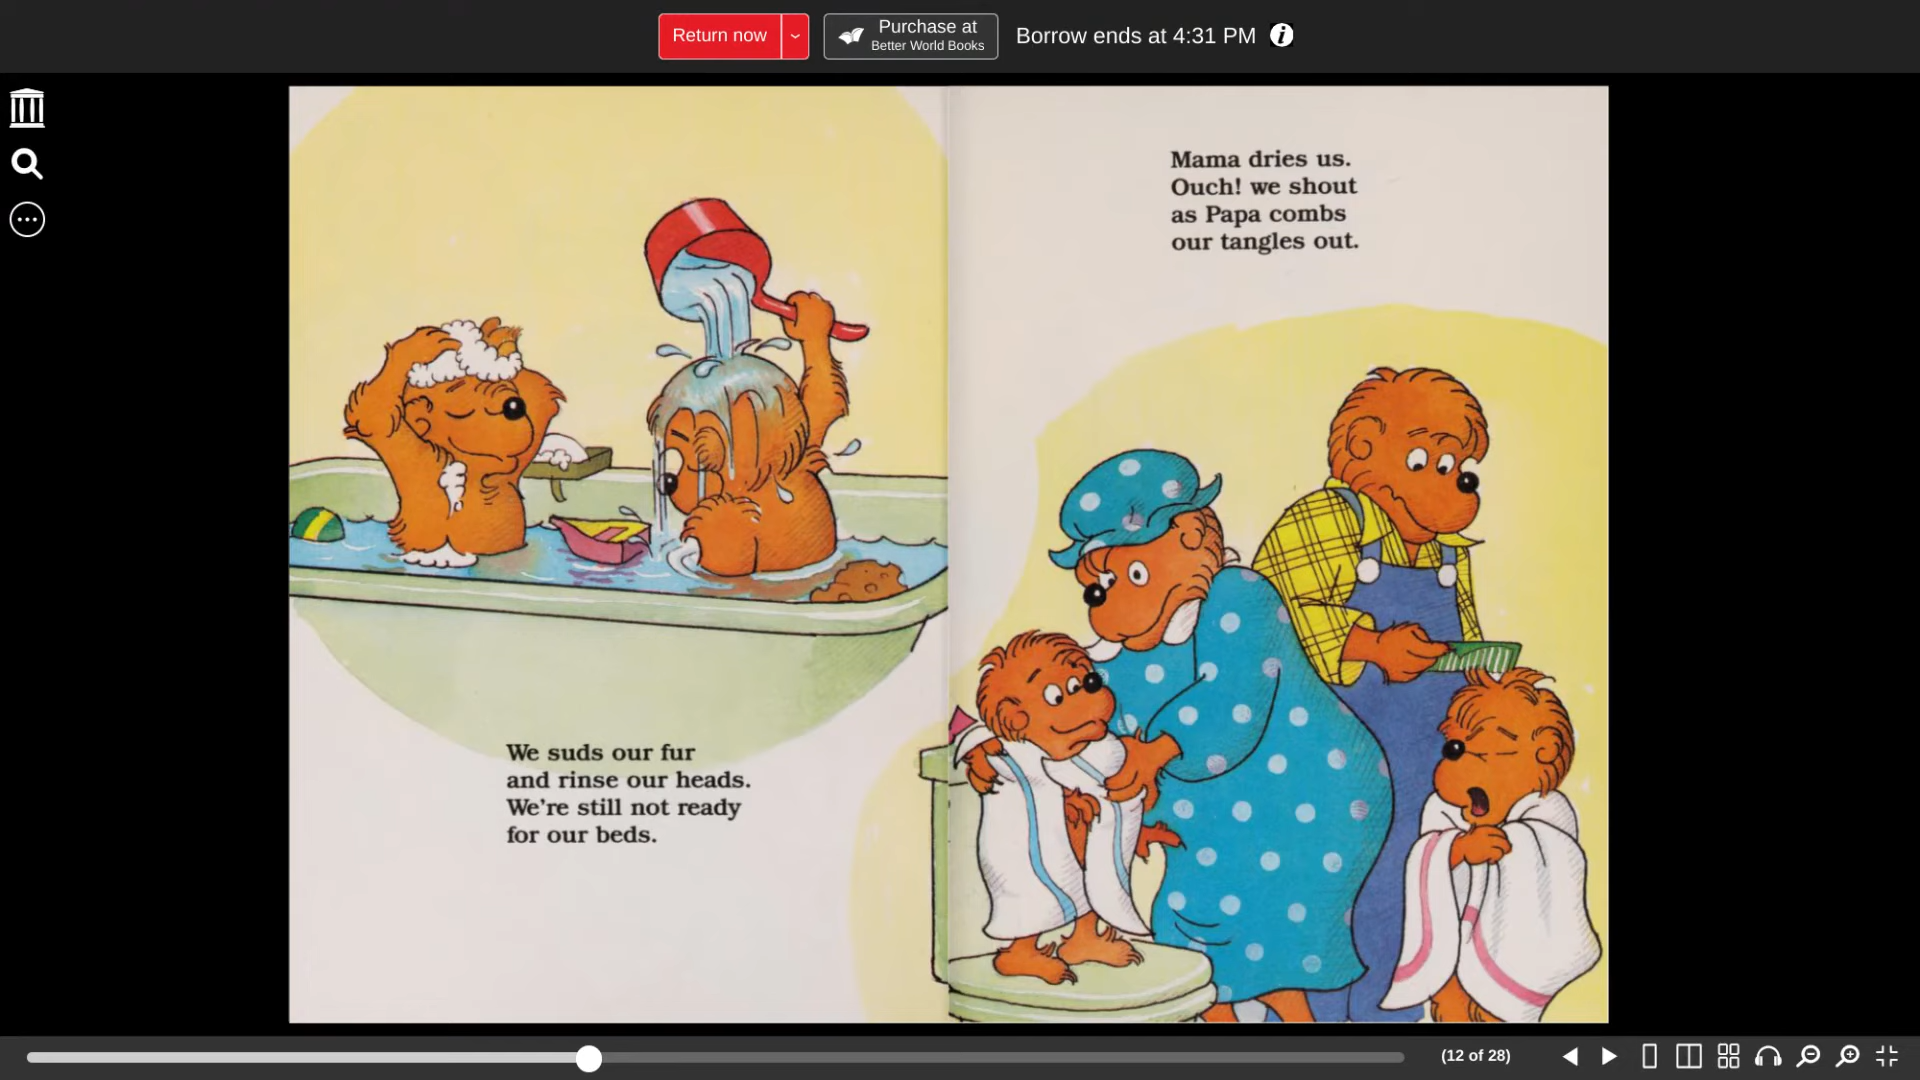 Return now
Purchase at
Better World Books
Borrow ends at 4:31 PM
We suds our fur
and rinse our heads.
We're still not ready
for our beds.
Mama dries us.
Ouch! we shout
as Papa combs
our tangles out.
(12 of 28)